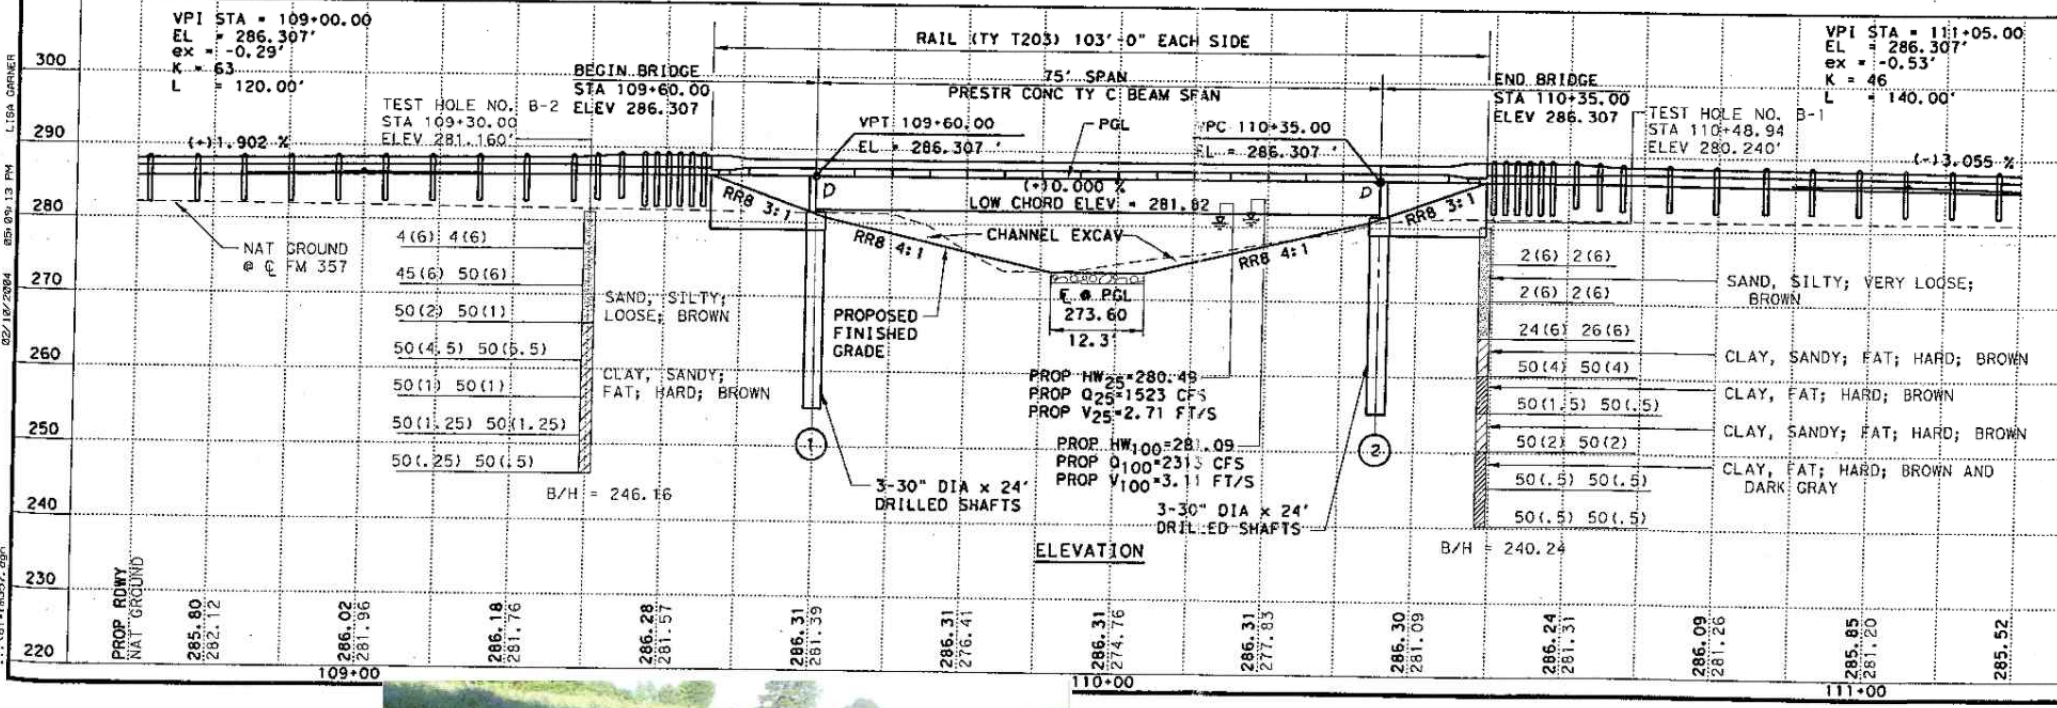 VPI STA = 109+00.00
EL = 286.307'
ex = -0.29'
K = 63
L = 120.00'
RAIL (TY T203) 103'-0" EACH SIDE
VPI STA = 111+05.00
EL = 286.307'
ex = -0.53'
K = 46
L = 140.00'
75' SPAN
PRESTR CONC TY C BEAM SPAN
BEGIN BRIDGE
STA 109+60.00
ELEV 286.307
END BRIDGE
STA 110+35.00
ELEV 286.307
TEST HOLE NO. B-2
STA 109+30.00
ELEV 281.160'
TEST HOLE NO. B-1
STA 110+48.94
ELEV 280.240'
VPT 109+60.00
EL = 286.307 '
PGL
VPC 110+35.00
EL = 286.307 '
(+)1.902 %
(+)0.000 %
(-)3.055 %
LOW CHORD ELEV = 281.82
D
D
RR8 3:1
RR8 4:1
CHANNEL EXCAV
RR8 4:1
RR8 3:1
NAT GROUND
@ ℄ FM 357
4(6) 4(6)
45(6) 50(6)
50(2) 50(1)
50(4.5) 50(5.5)
50(1) 50(1)
50(1.25) 50(1.25)
50(.25) 50(.5)
SAND, SILTY;
LOOSE; BROWN
CLAY, SANDY;
FAT; HARD; BROWN
B/H = 246.16
PROPOSED
FINISHED
GRADE
@ PGL
273.60
12.3'
PROP HW25=280.49
PROP Q25=1523 CFS
PROP V25=2.71 FT/S
PROP HW100=281.09
PROP Q100=2313 CFS
PROP V100=3.11 FT/S
1
2
3-30" DIA x 24'
DRILLED SHAFTS
3-30" DIA x 24'
DRILLED SHAFTS
ELEVATION
2(6) 2(6)
2(6) 2(6)
24(6) 26(6)
50(4) 50(4)
50(1.5) 50(.5)
50(2) 50(2)
50(.5) 50(.5)
50(.5) 50(.5)
SAND, SILTY; VERY LOOSE;
BROWN
CLAY, SANDY; FAT; HARD; BROWN
CLAY, FAT; HARD; BROWN
CLAY, SANDY; FAT; HARD; BROWN
CLAY, FAT; HARD; BROWN AND
DARK GRAY
B/H = 240.24
300
290
280
270
260
250
240
230
220
PROP RDWY
NAT GROUND
285.80
282.12
286.02
281.96
286.18
281.76
286.28
281.57
286.31
281.39
286.31
276.41
286.31
274.76
286.31
277.83
286.30
281.09
286.24
281.31
286.09
281.26
285.85
281.20
285.52
109+00
110+00
111+00
LISA GARNER
02/10/2004